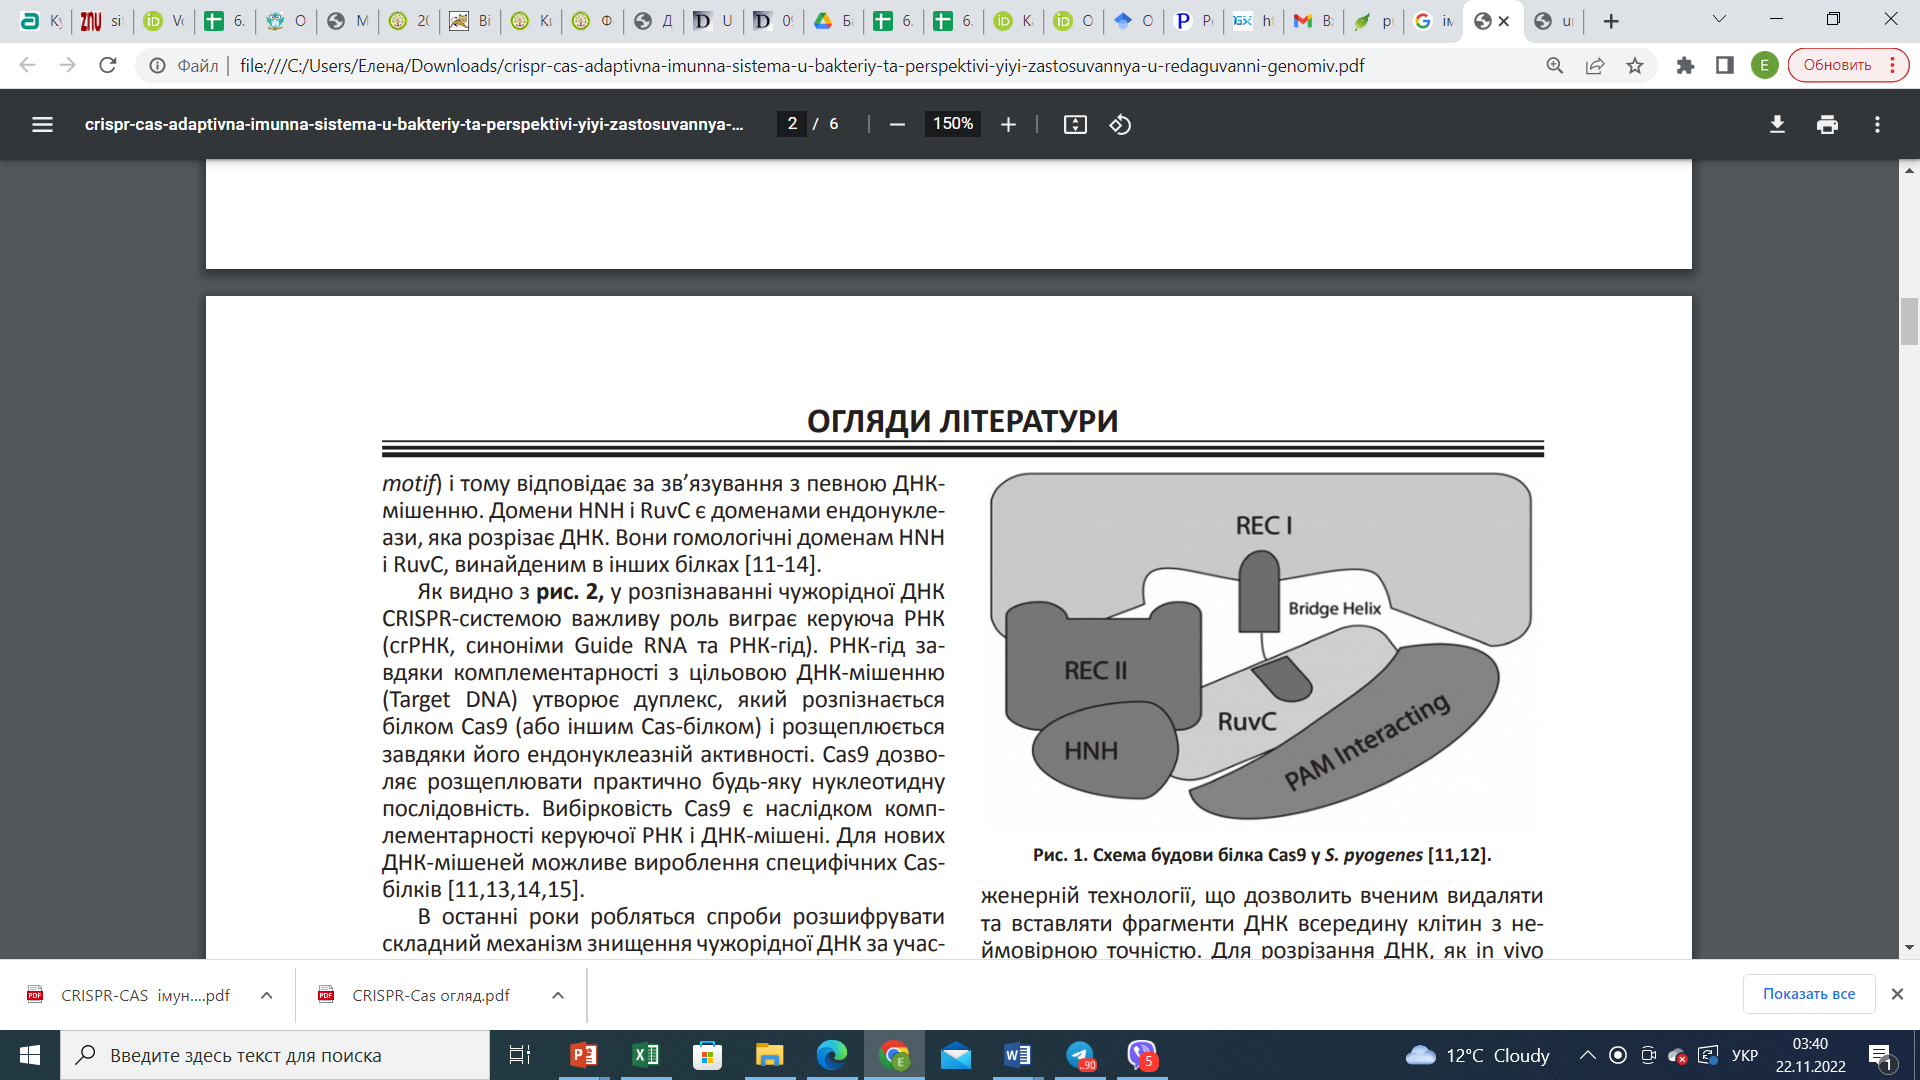 Файл
file:///C:/Users/Елена/Downloads/crispr-cas-adaptivna-imunna-sistema-u-bakteriy-ta-perspektivi-yiyi-zastosuvannya-u-redaguvanni-genomiv.pdf
Обновить
crispr-cas-adaptivna-imunna-sistema-u-bakteriy-ta-perspektivi-yiyi-zastosuvannya-...
2 / 6
150%
ОГЛЯДИ ЛІТЕРАТУРИ
motif) і тому відповідає за зв’язування з певною ДНК-
мішенню. Домени HNH і RuvC є доменами ендонукле-
ази, яка розрізає ДНК. Вони гомологічні доменам HNH
і RuvC, винайденим в інших білках [11-14].
Як видно з рис. 2, у розпізнаванні чужорідної ДНК
CRISPR-системою важливу роль виграє керуюча РНК
(сгРНК, синоніми Guide RNA та РНК-гід). РНК-гід за-
вдяки комплементарності з цільовою ДНК-мішенню
(Target DNA) утворює дуплекс, який розпізнається
білком Cas9 (або іншим Cas-білком) і розщеплюється
завдяки його ендонуклеазній активності. Cas9 дозво-
ляє розщеплювати практично будь-яку нуклеотидну
послідовність. Вибірковість Cas9 є наслідком комп-
лементарності керуючої РНК і ДНК-мішені. Для нових
ДНК-мішеней можливе вироблення специфічних Cas-
білків [11,13,14,15].
В останні роки робляться спроби розшифрувати
складний механізм знищення чужорідної ДНК за учас-
REC I
Bridge Helix
REC II
RuvC
HNH
PAM Interacting
Рис. 1. Схема будови білка Cas9 у S. pyogenes [11,12].
женерній технології, що дозволить вченим видаляти
та вставляти фрагменти ДНК всередину клітин з не-
ймовірною точністю. Для розрізання ДНК, як in vivo
CRISPR-CAS імун....pdf
CRISPR-Cas огляд.pdf
Показать все
Введите здесь текст для поиска
12°C Cloudy
УКР
03:40
22.11.2022